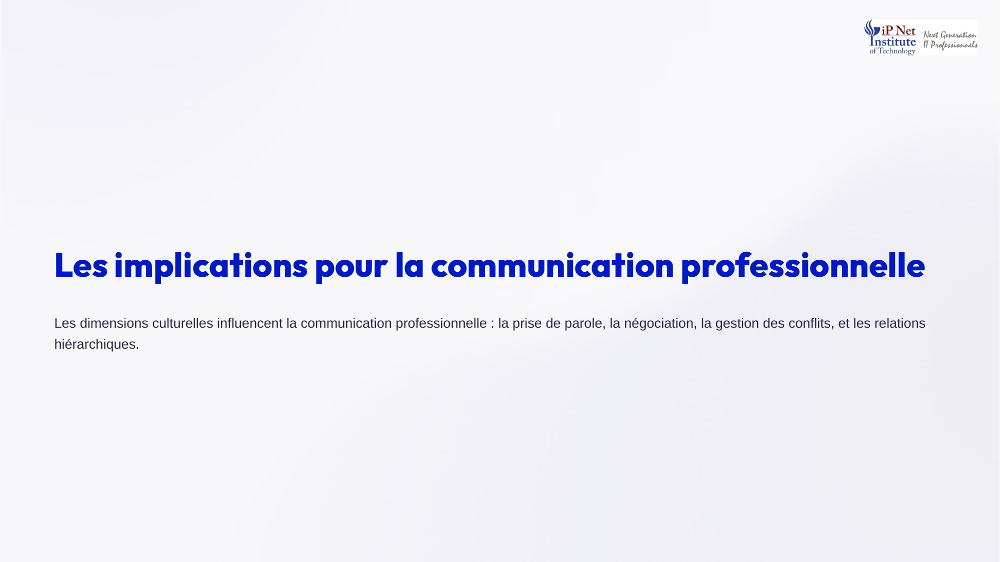 iP Net
Institute
of Technology
Next Generation
IT Professionnels
Les implications pour la communication professionnelle
Les dimensions culturelles influencent la communication professionnelle : la prise de parole, la négociation, la gestion des conflits, et les relations
hiérarchiques.